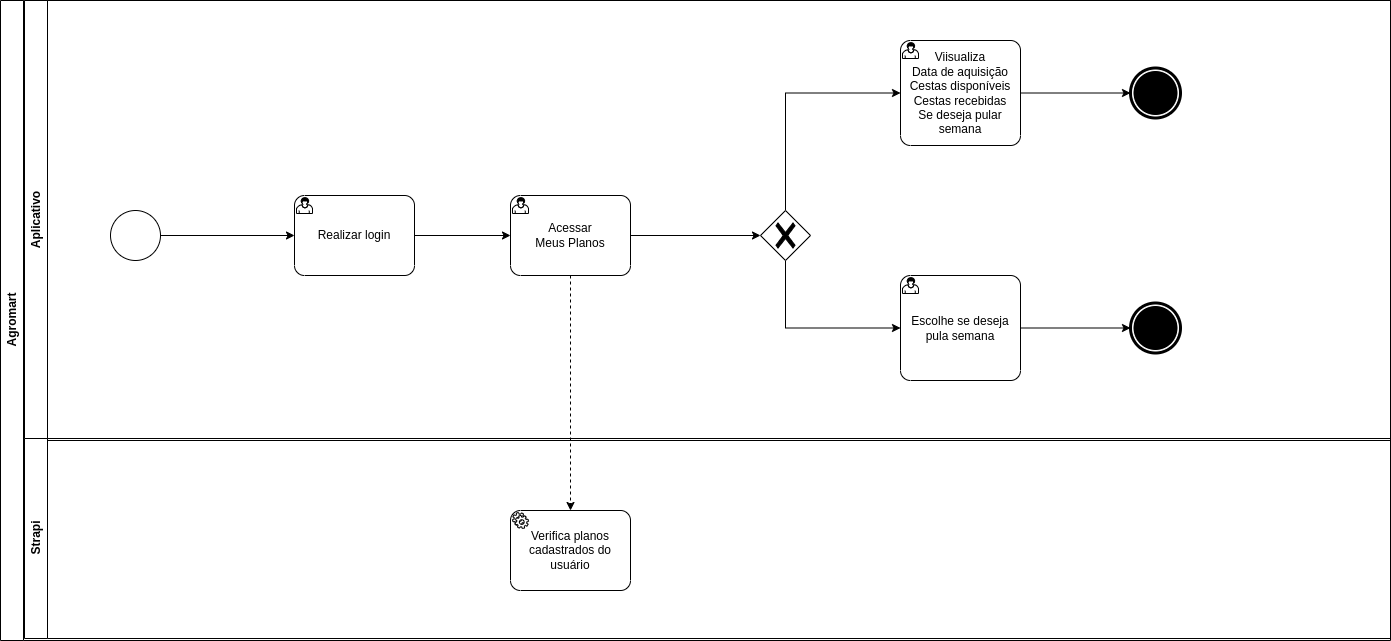 Agromart
Aplicativo
Realizar login
Acessar
Meus Planos
Viisualiza
Data de aquisição
Cestas disponíveis
Cestas recebidas
Se deseja pular
semana
Escolhe se deseja
pula semana
Strapi
Verifica planos
cadastrados do
usuário